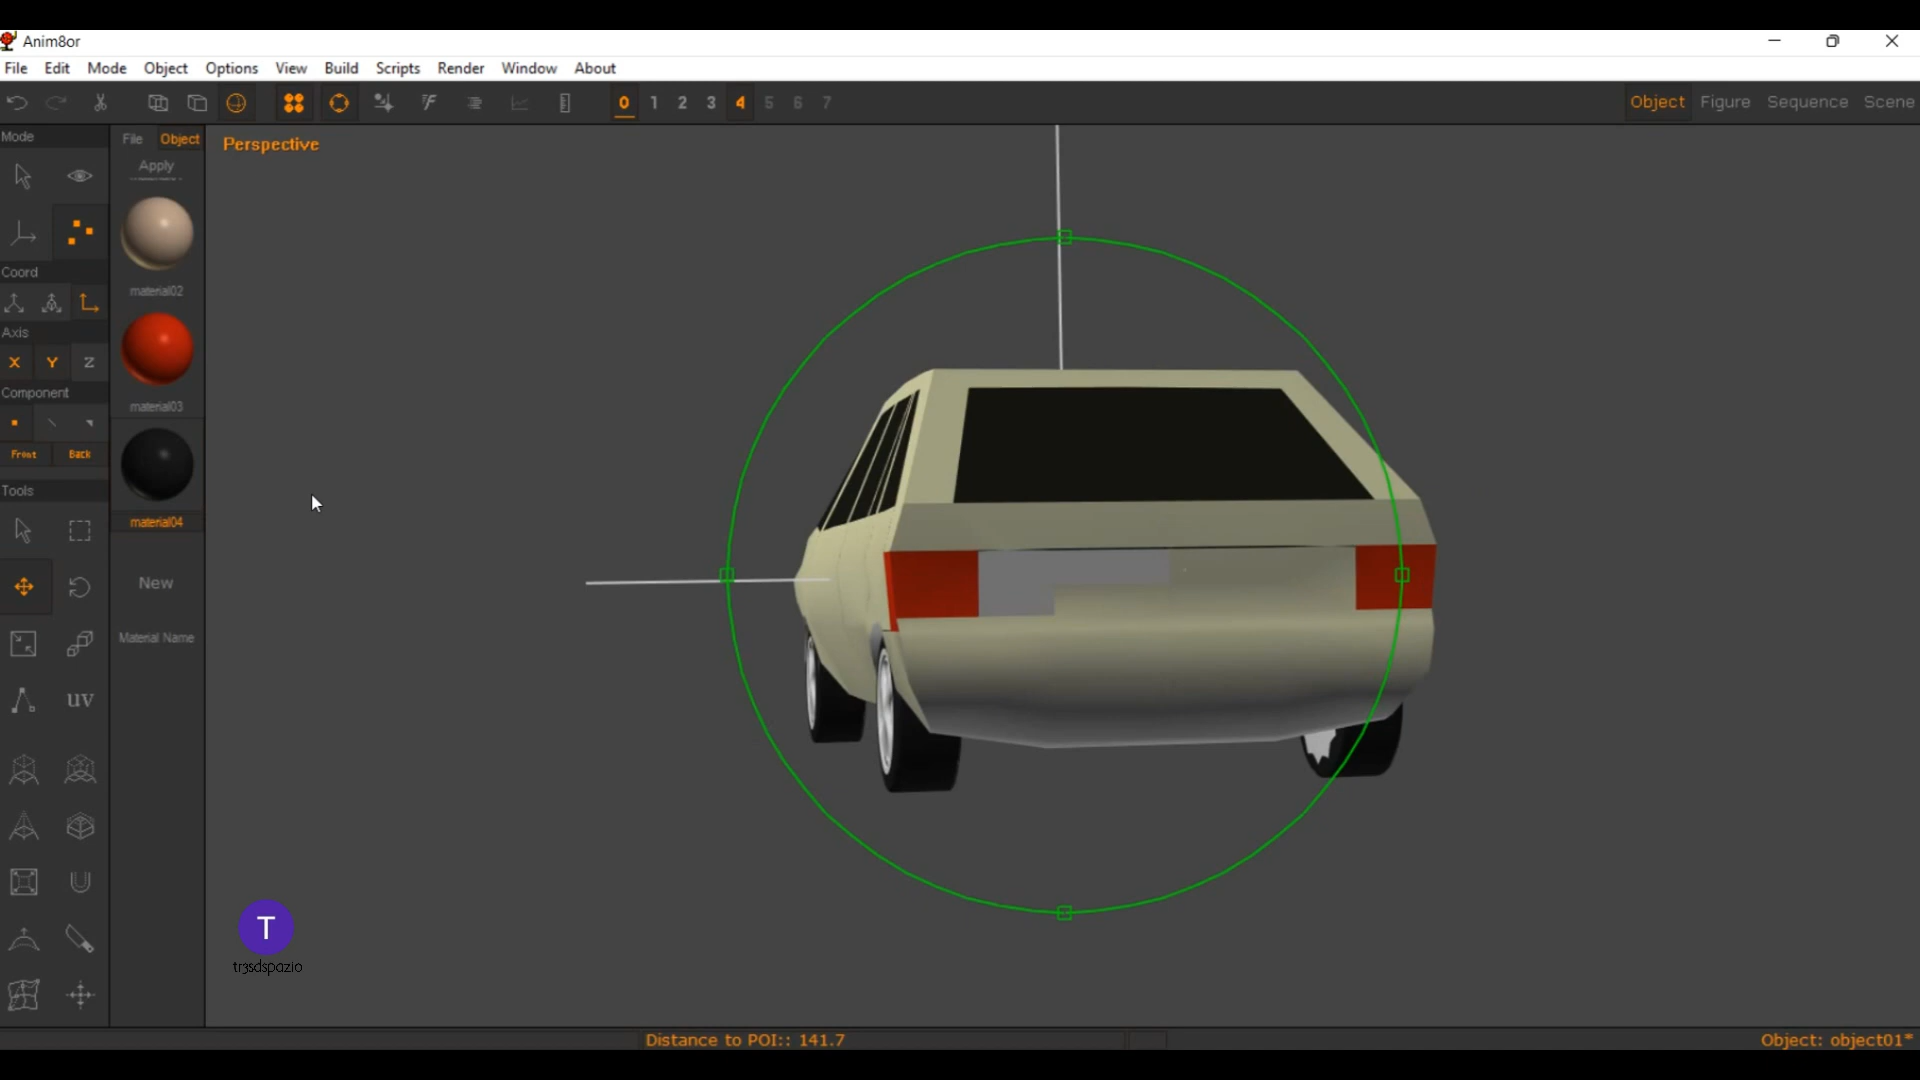 Anim8or
File Edit Mode Object Options View Build Scripts Render Window About
0 1 2 3 4 5 6 7
Object Figure Sequence Scene
Mode
File Object
Apply
Perspective
material02
Coord
Axis
X Y Z
Component
material03
Front Back
Tools
material04
New
Material Name
uv
T
tr3sdspazio
Distance to POI:: 141.7
Object: object01*